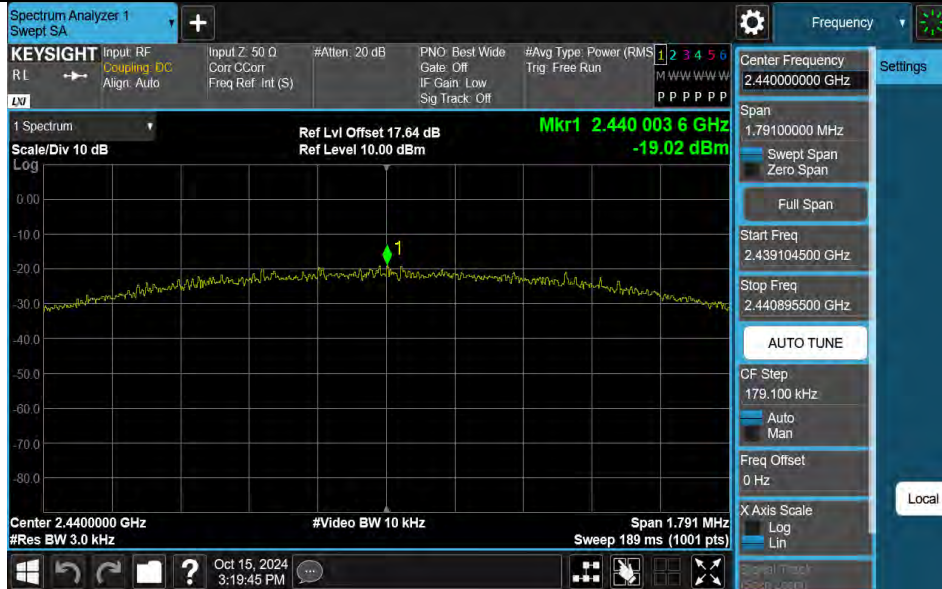 Spectrum Analyzer 1
Swept SA
+
Frequency
KEYSIGHT
RL
LXI
Input: RF
Coupling: DC
Align: Auto
Input Z: 50 Ω
Corr CCorr
Freq Ref: Int (S)
#Atten: 20 dB
PNO: Best Wide
Gate: Off
IF Gain: Low
Sig Track: Off
#Avg Type: Power (RMS
Trig: Free Run
1 2 3 4 5 6
M W W W W W
P P P P P P
1 Spectrum
Scale/Div 10 dB
Log
Ref Lvl Offset 17.64 dB
Ref Level 10.00 dBm
Mkr1 2.440 003 6 GHz
-19.02 dBm
0.00
-10.0
-20.0
-30.0
-40.0
-50.0
-60.0
-70.0
-80.0
1
Center 2.4400000 GHz
#Res BW 3.0 kHz
#Video BW 10 kHz
Span 1.791 MHz
Sweep 189 ms (1001 pts)
Oct 15, 2024
3:19:45 PM
?
Center Frequency
2.440000000 GHz
Span
1.79100000 MHz
Swept Span
Zero Span
Full Span
Start Freq
2.439104500 GHz
Stop Freq
2.440895500 GHz
AUTO TUNE
CF Step
179.100 kHz
Auto
Man
Freq Offset
0 Hz
X Axis Scale
Log
Lin
Signal Track
(Span Zoom)
Settings
Local